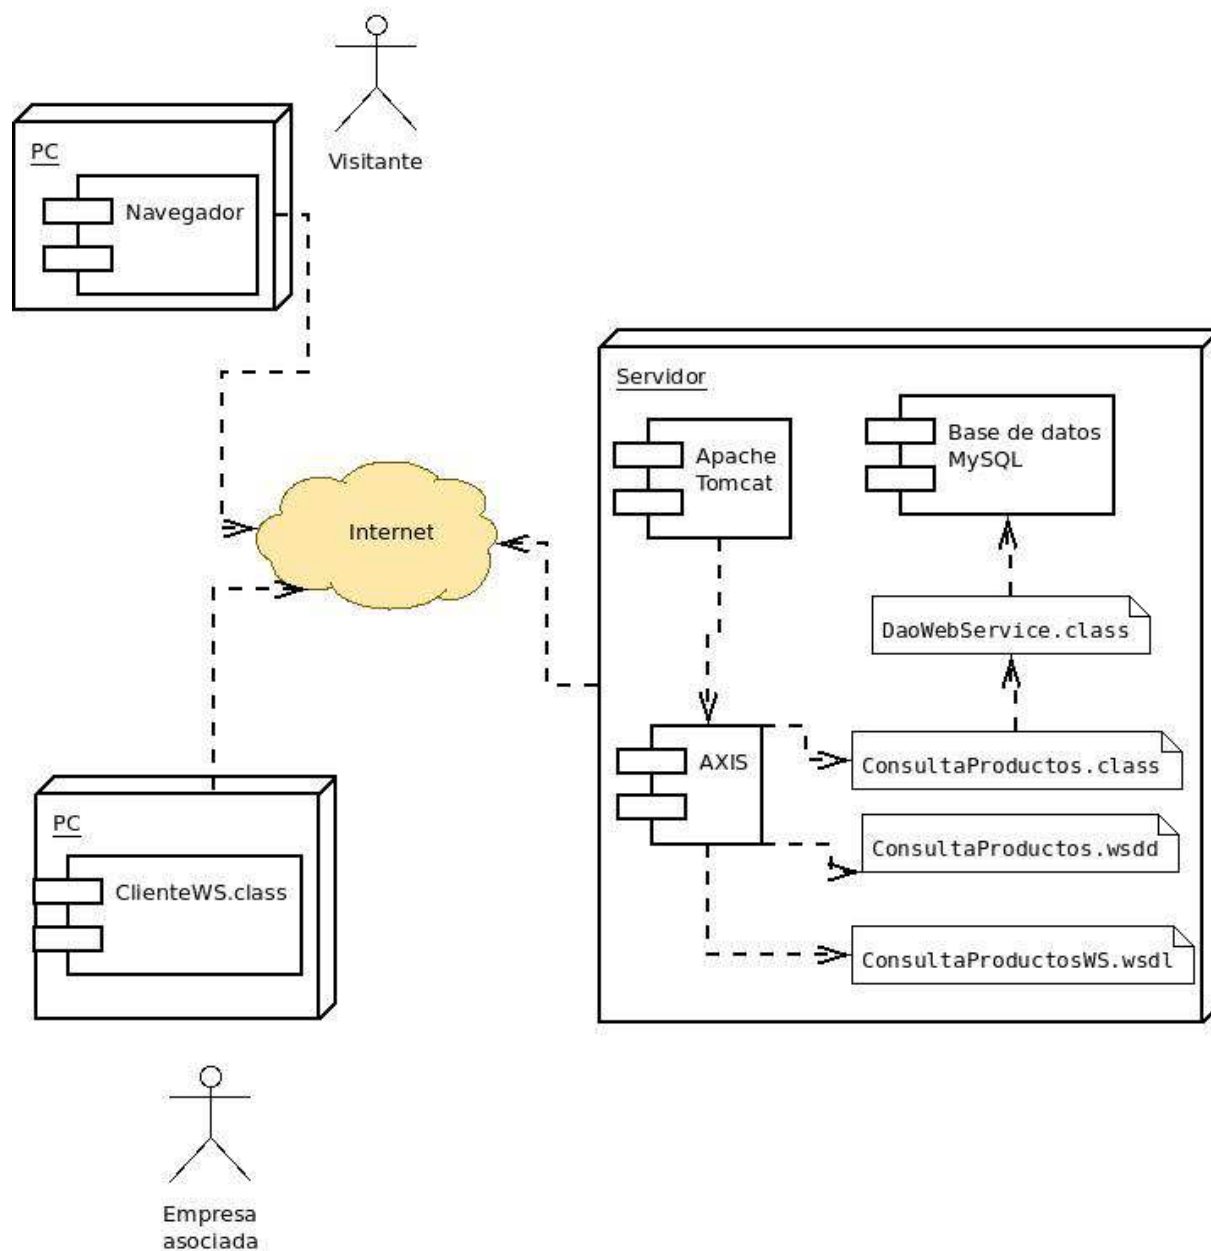 Visitante
PC
Navegador
Servidor
Apache
Tomcat
Base de datos
MySQL
Internet
DaoWebService.class
AXIS
ConsultaProductos.class
PC
ConsultaProductos.wsdd
ClienteWS.class
ConsultaProductosWS.wsdl
Empresa
asociada